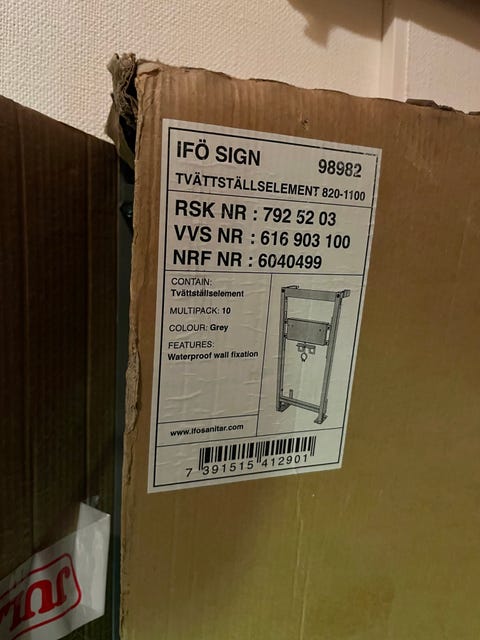 IFÖ SIGN
98982
TVÄTTSTÄLLSELEMENT 820-1100
RSK NR : 792 52 03
VVS NR : 616 903 100
NRF NR : 6040499
CONTAIN:
Tvättställselement
MULTIPACK: 10
COLOUR: Grey
FEATURES:
Waterproof wall fixation
www.ifosanitar.com
7 391515 412901